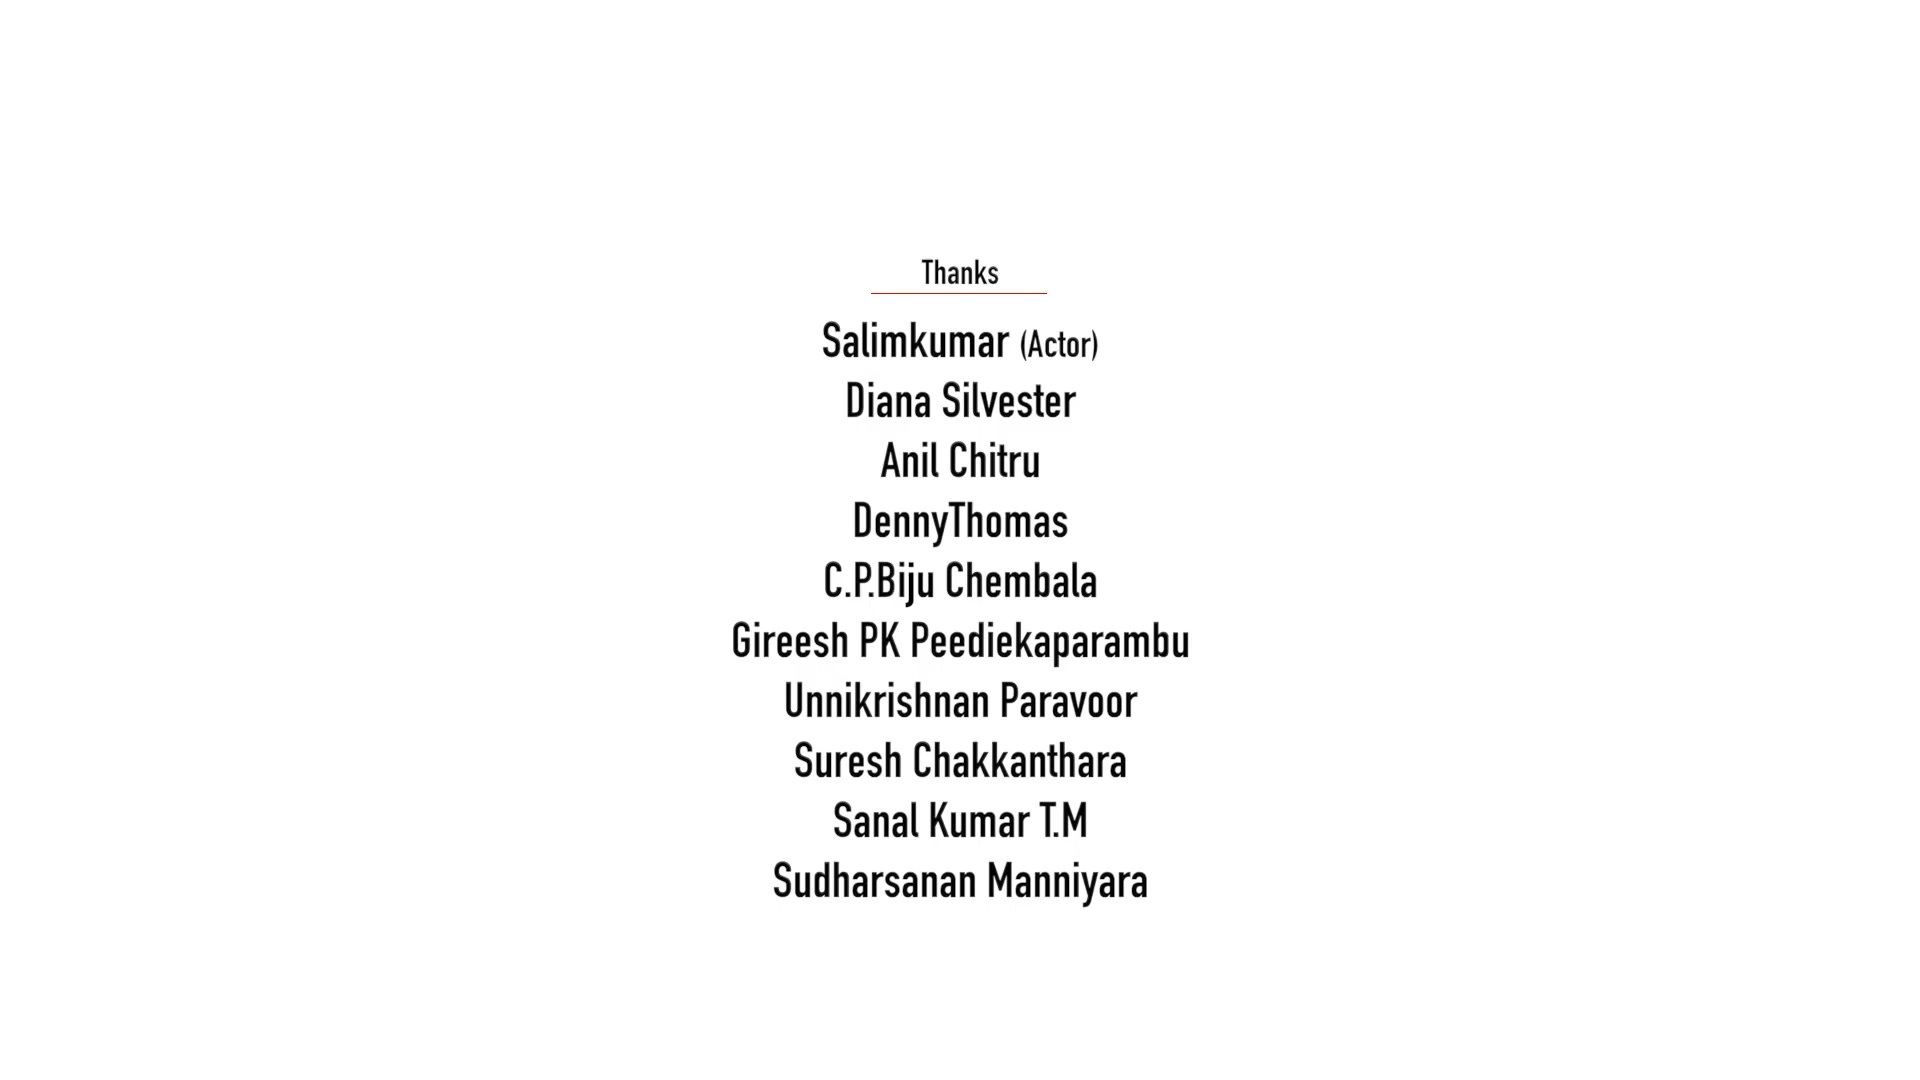 Thanks
Salimkumar (Actor)
Diana Silvester
Anil Chitru
DennyThomas
C.P.Biju Chembala
Gireesh PK Peediekaparambu
Unnikrishnan Paravoor
Suresh Chakkanthara
Sanal Kumar T.M
Sudharsanan Manniyara